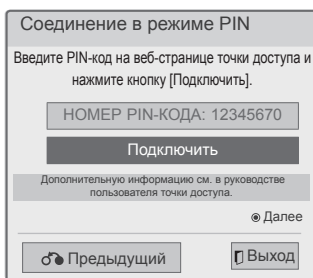 Соединение в режиме PIN
Введите PIN-код на веб-странице точки доступа и
нажмите кнопку [Подключить].
НОМЕР PIN-КОДА: 12345670
Подключить
Дополнительную информацию см. в руководстве
пользователя точки доступа.
Далее
Предыдущий
Выход